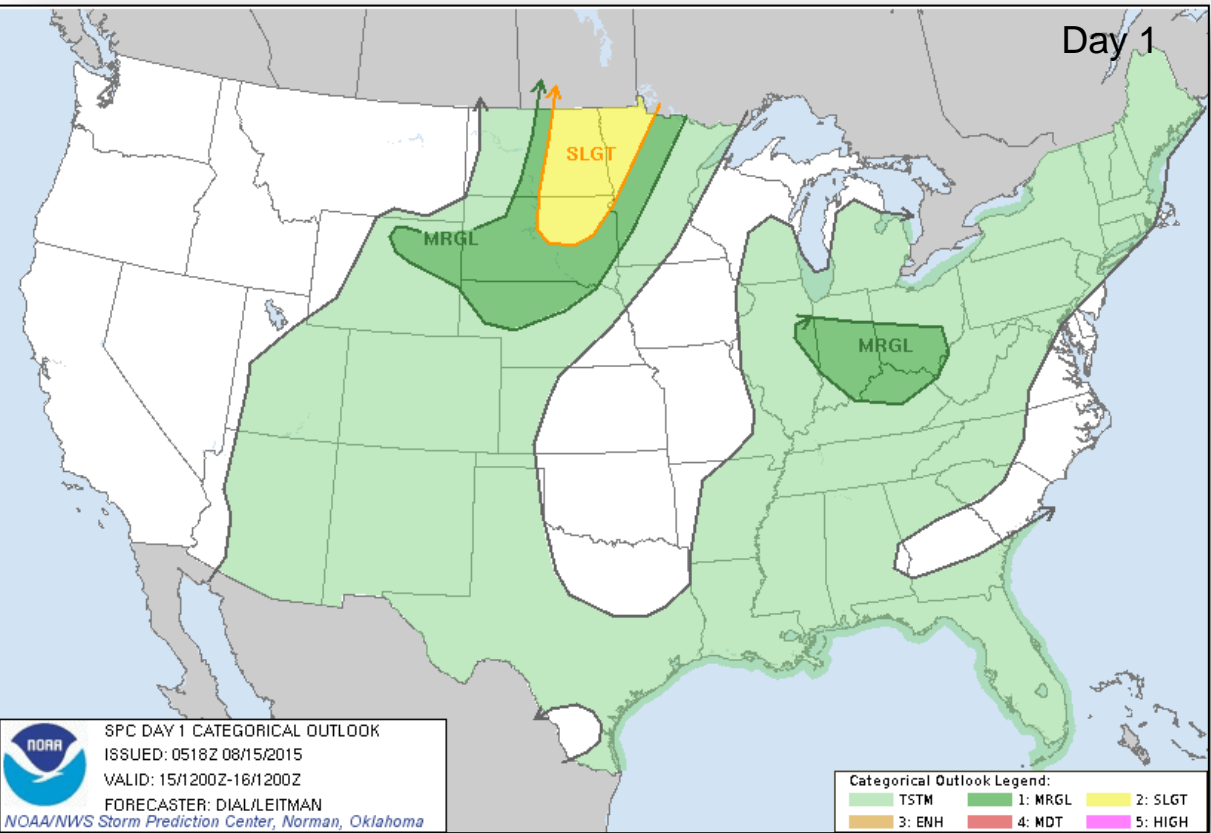 Day 1
SLGT
MRGL
MRGL
SPC DAY 1 CATEGORICAL OUTLOOK
ISSUED: 0518Z 08/15/2015
VALID: 15/1200Z-16/1200Z
FORECASTER: DIAL/LEITMAN
NOAA/NWS Storm Prediction Center, Norman, Oklahoma
NOAA
Categorical Outlook Legend:
TSTM 1: MRGL 2: SLGT
3: ENH 4: MDT 5: HIGH